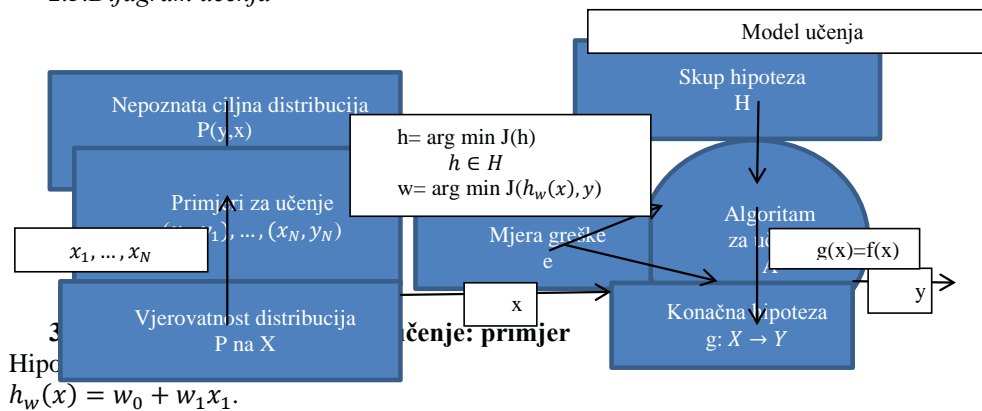 Model učenja
Skup hipoteza
H
Nepoznata ciljna distribucija
P(y,x)
h= arg min J(h)
h ∈ H
w= arg min J(h_w(x), y)
Primjeri za učenje
, … , (x_N, y_N)
x_1, … , x_N
Mjera greške
e
Algoritam
za
g(x)=f(x)
x
y
Vjerovatnost distribucija
P na X
Konačna hipoteza
g: X → Y
primjer
h_w(x) = w_0 + w_1x_1.